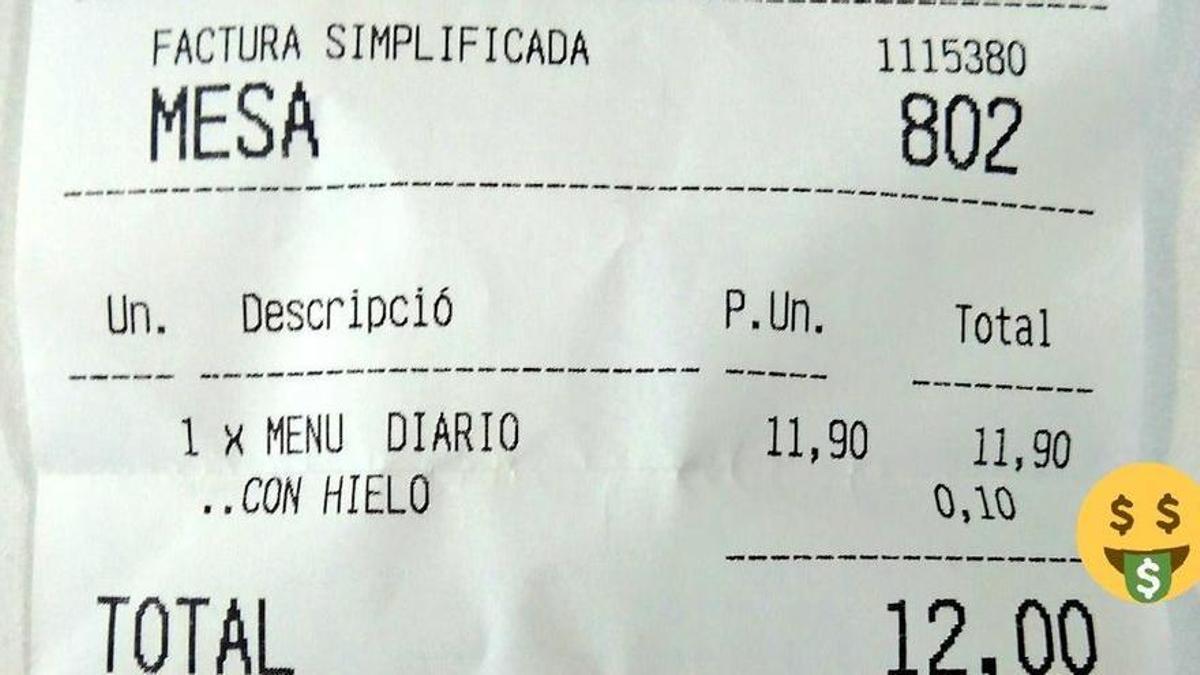 FACTURA SIMPLIFICADA 1115380
MESA 802
Un. Descripció P.Un. Total
1 x MENU DIARIO 11,90 11,90
..CON HIELO 0,10
TOTAL 12.00